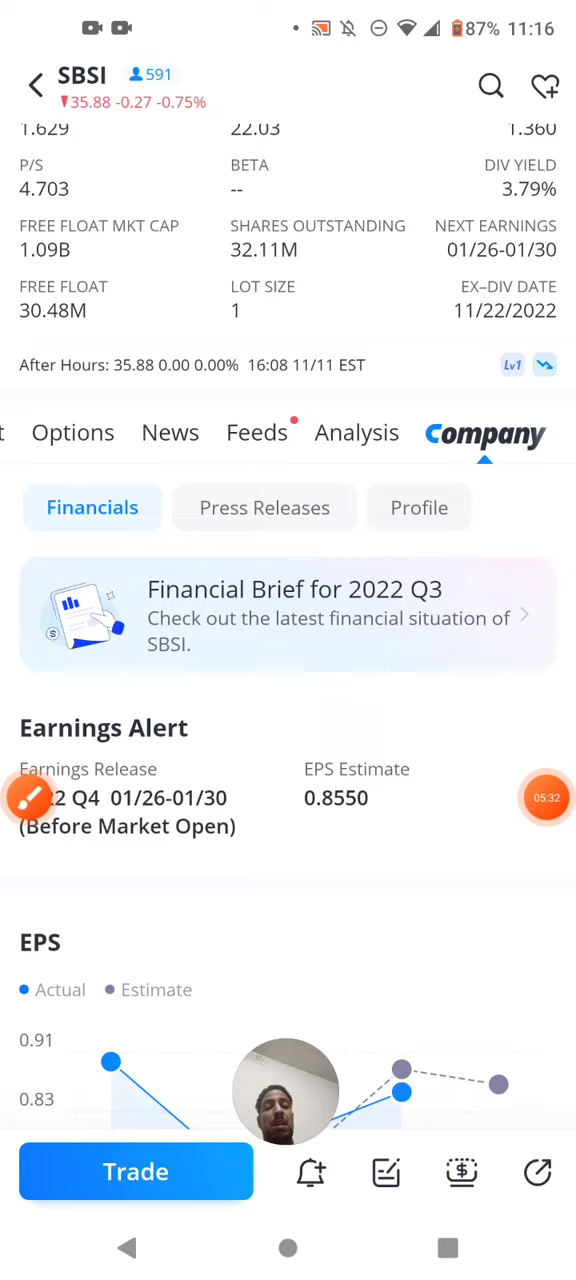 87% 11:16
SBSI 591
35.88 -0.27 -0.75%
1.629 22.03 1.360
P/S BETA DIV YIELD
4.703 -- 3.79%
FREE FLOAT MKT CAP SHARES OUTSTANDING NEXT EARNINGS
1.09B 32.11M 01/26-01/30
FREE FLOAT LOT SIZE EX-DIV DATE
30.48M 1 11/22/2022
After Hours: 35.88 0.00 0.00% 16:08 11/11 EST Lv1
t Options News Feeds Analysis Company
Financials Press Releases Profile
Financial Brief for 2022 Q3
Check out the latest financial situation of
SBSI.
Earnings Alert
Earnings Release EPS Estimate
2 Q4 01/26-01/30 0.8550
(Before Market Open)
05:32
EPS
Actual Estimate
0.91
0.83
Trade